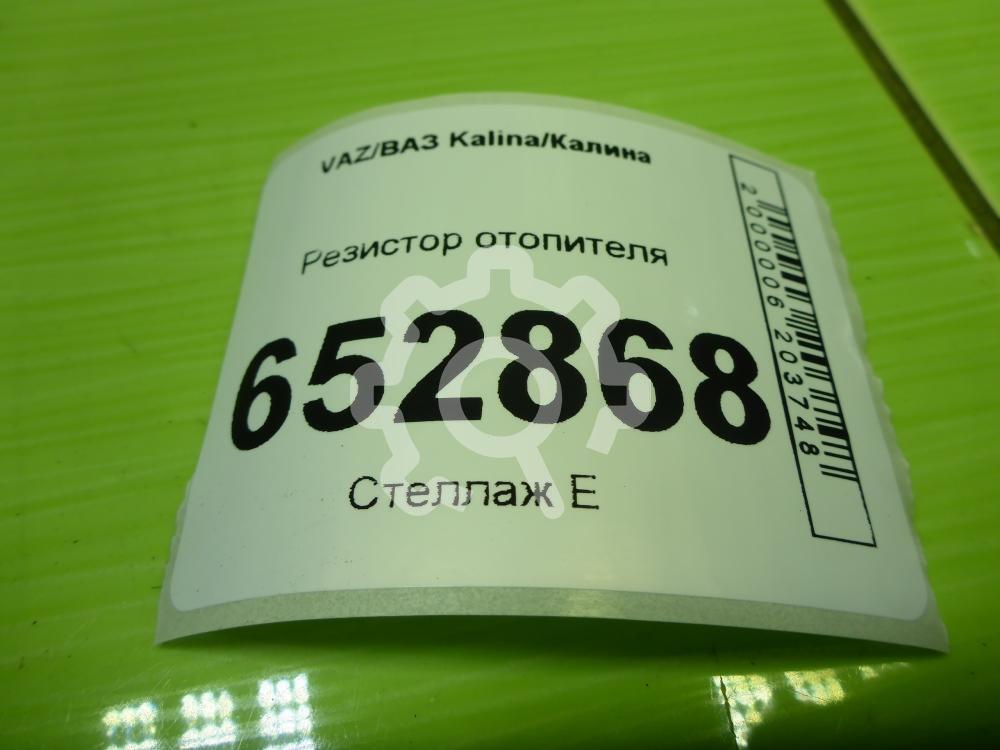 VAZ/ВАЗ Kalina/Калина
Резистор отопителя
652868
Стеллаж Е
2000006203748